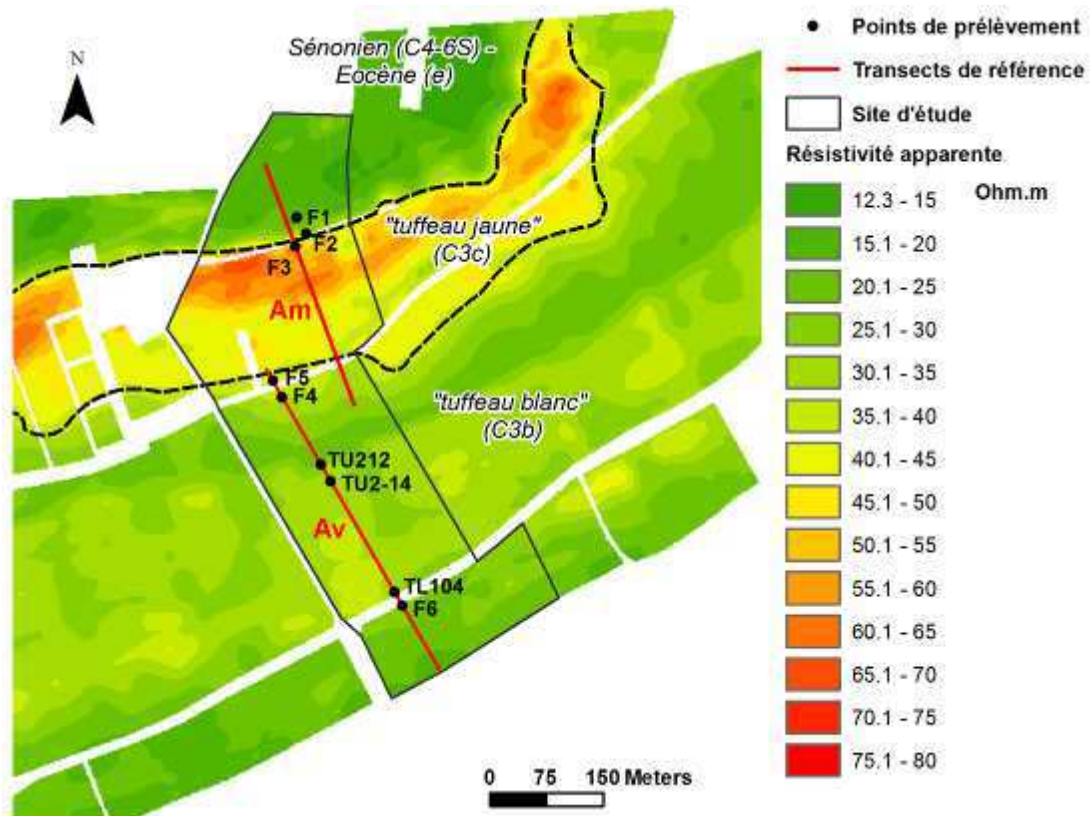 N
Sénonien (C4-6S) -
Eocène (e)
F1
F2
F3
"tuffeau jaune"
(C3c)
Am
F5
F4
"tuffeau blanc"
(C3b)
TU212
TU2-14
Av
TL104
F6
0 75 150 Meters
Points de prélèvement
Transects de référence
Site d'étude
Résistivité apparente
Ohm.m
12.3 - 15
15.1 - 20
20.1 - 25
25.1 - 30
30.1 - 35
35.1 - 40
40.1 - 45
45.1 - 50
50.1 - 55
55.1 - 60
60.1 - 65
65.1 - 70
70.1 - 75
75.1 - 80